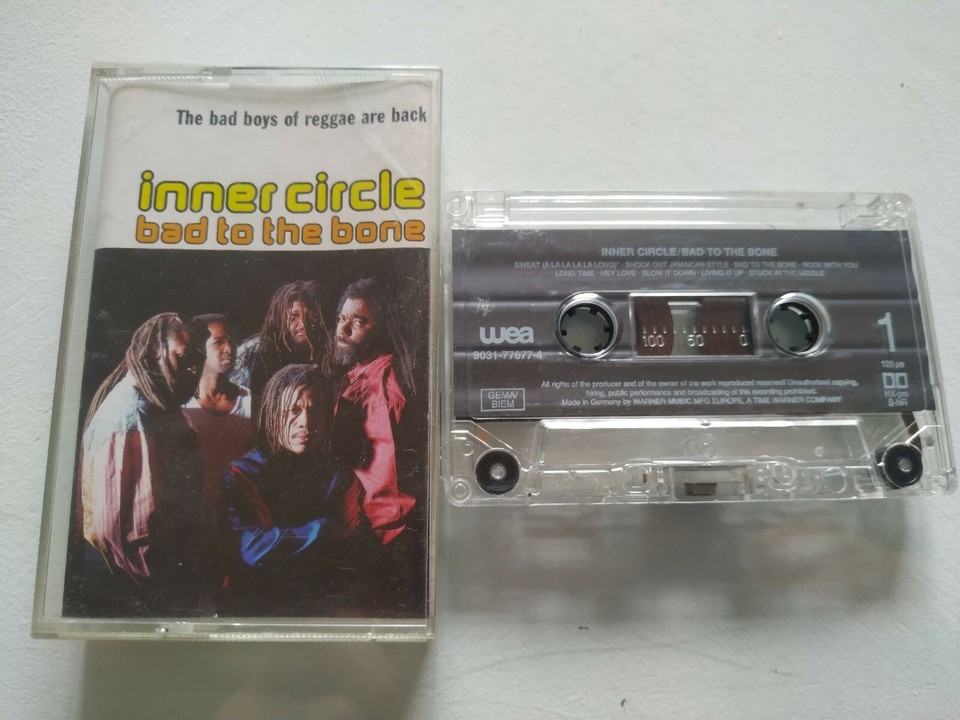 The bad boys of reggae are back
inner circle
bad to the bone
INNER CIRCLE/BAD TO THE BONE
SWEAT (A LA LA LA LA LONG)* · SHOCK OUT JAMAICAN STYLE · BAD TO THE BONE · ROCK WITH YOU
LONG TIME · HEY LOVE · SLOW IT DOWN · LIVING IT UP · STUCK IN THE MIDDLE
wea
9031-77677-4
100 50 0
1
120 µs
HX-pro
B-NR
GEMA/
BIEM
All rights of the producer and of the owner of the work reproduced reserved! Unauthorized copying,
hiring, public performance and broadcasting of this recording prohibited.
Made in Germany by WARNER MUSIC MFG EUROPE, A TIME WARNER COMPANY